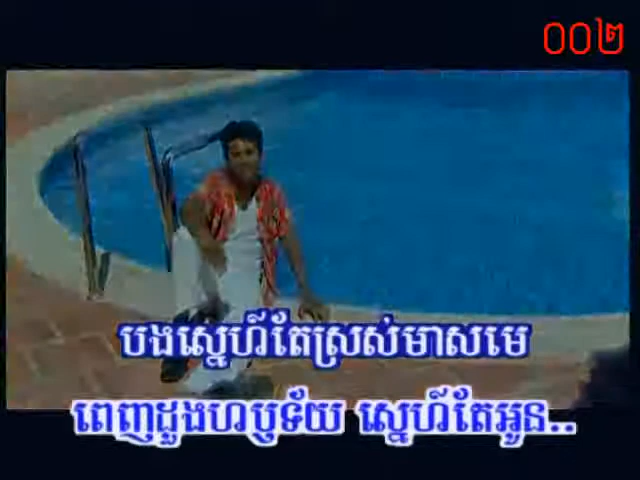 ០០២
បងស្នេហ៍តែស្រស់មាសមេ
ពេញដួងហឫទ័យ ស្នេហ៍តែអូន..